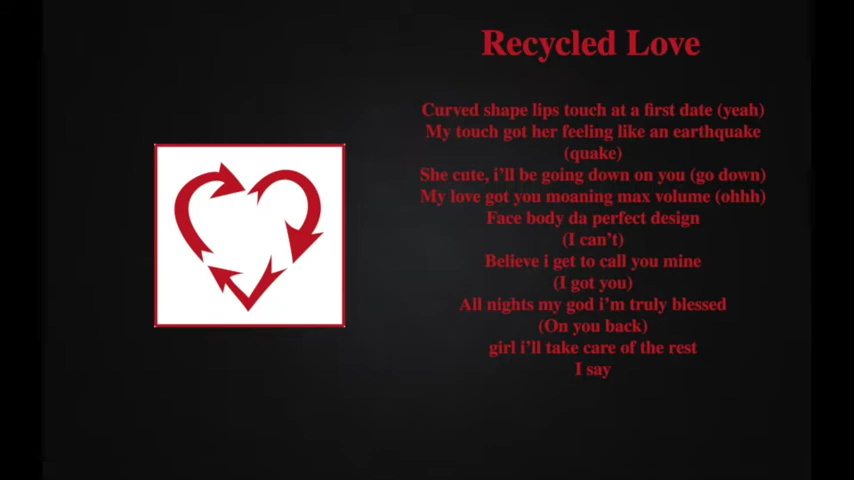 Recycled Love
Curved shape lips touch at a first date (yeah)
My touch got her feeling like an earthquake
(quake)
She cute, i'll be going down on you (go down)
My love got you moaning max volume (ohhh)
Face body da perfect design
(I can't)
Believe i get to call you mine
(I got you)
All nights my god i'm truly blessed
(On you back)
girl i'll take care of the rest
I say